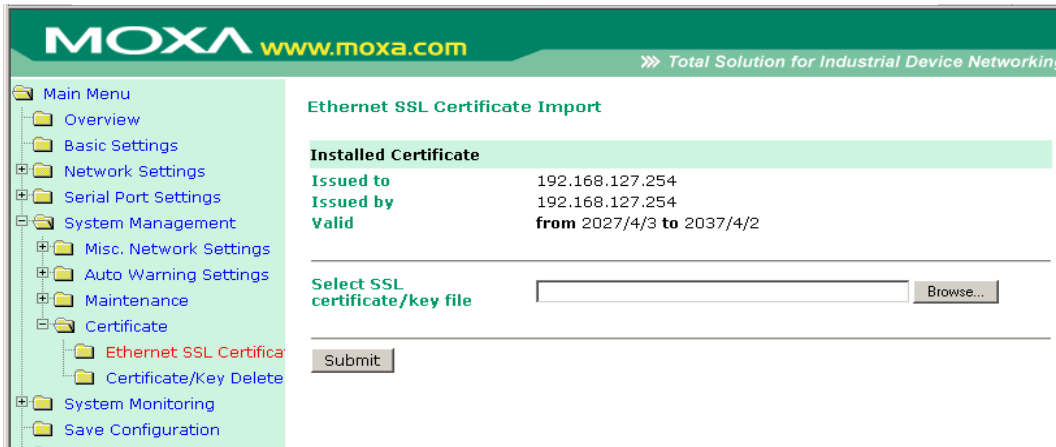 MOXA www.moxa.com
Total Solution for Industrial Device Networking
Main Menu
Overview
Basic Settings
Network Settings
Serial Port Settings
System Management
Misc. Network Settings
Auto Warning Settings
Maintenance
Certificate
Ethernet SSL Certifica
Certificate/Key Delete
System Monitoring
Save Configuration
Ethernet SSL Certificate Import
Installed Certificate
Issued to 192.168.127.254
Issued by 192.168.127.254
Valid from 2027/4/3 to 2037/4/2
Select SSL
certificate/key file
Browse...
Submit